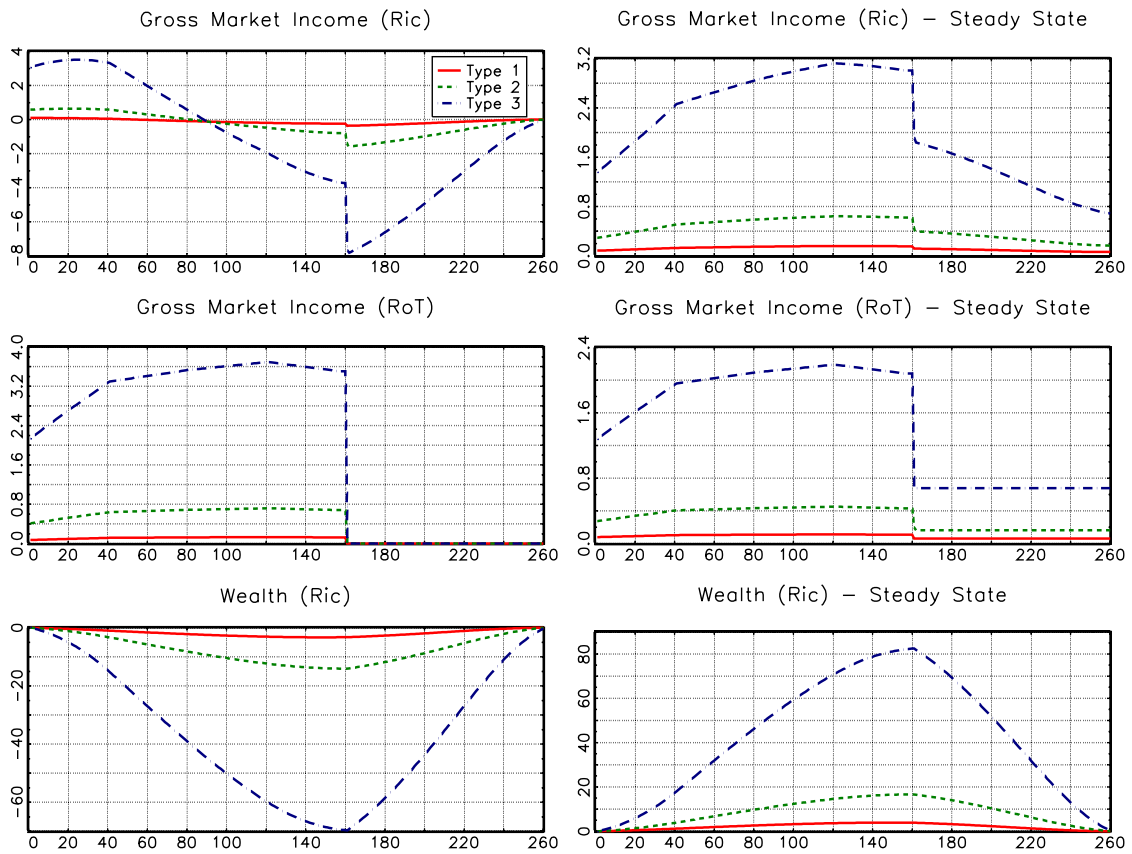 Gross Market Income (Ric)
4
2
0
−2
−4
−6
−8
Type 1
Type 2
Type 3
0 20 40 60 80 100 140 180 220 260
Gross Market Income (Ric) − Steady State
3.2
2.4
1.6
0.8
0.0
0 20 40 60 80 100 140 180 220 260
Gross Market Income (RoT)
4.0
3.2
2.4
1.6
0.8
0.0
0 20 40 60 80 100 140 180 220 260
Gross Market Income (RoT) − Steady State
2.4
1.6
0.8
0.0
0 20 40 60 80 100 140 180 220 260
Wealth (Ric)
0
−20
−40
−60
0 20 40 60 80 100 140 180 220 260
Wealth (Ric) − Steady State
80
60
40
20
0
0 20 40 60 80 100 140 180 220 260